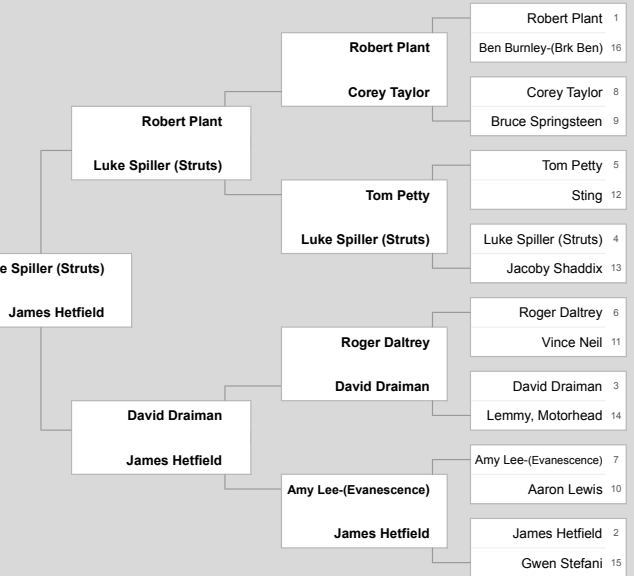 Robert Plant 1
Ben Burnley-(Brk Ben) 16
Robert Plant
Corey Taylor
Corey Taylor 8
Bruce Springsteen 9
Robert Plant
Luke Spiller (Struts)
Tom Petty 5
Sting 12
Tom Petty
Luke Spiller (Struts)
Luke Spiller (Struts) 4
Jacoby Shaddix 13
e Spiller (Struts)
James Hetfield
Roger Daltrey 6
Vince Neil 11
Roger Daltrey
David Draiman
David Draiman 3
Lemmy, Motorhead 14
David Draiman
James Hetfield
Amy Lee-(Evanescence) 7
Aaron Lewis 10
Amy Lee-(Evanescence)
James Hetfield
James Hetfield 2
Gwen Stefani 15